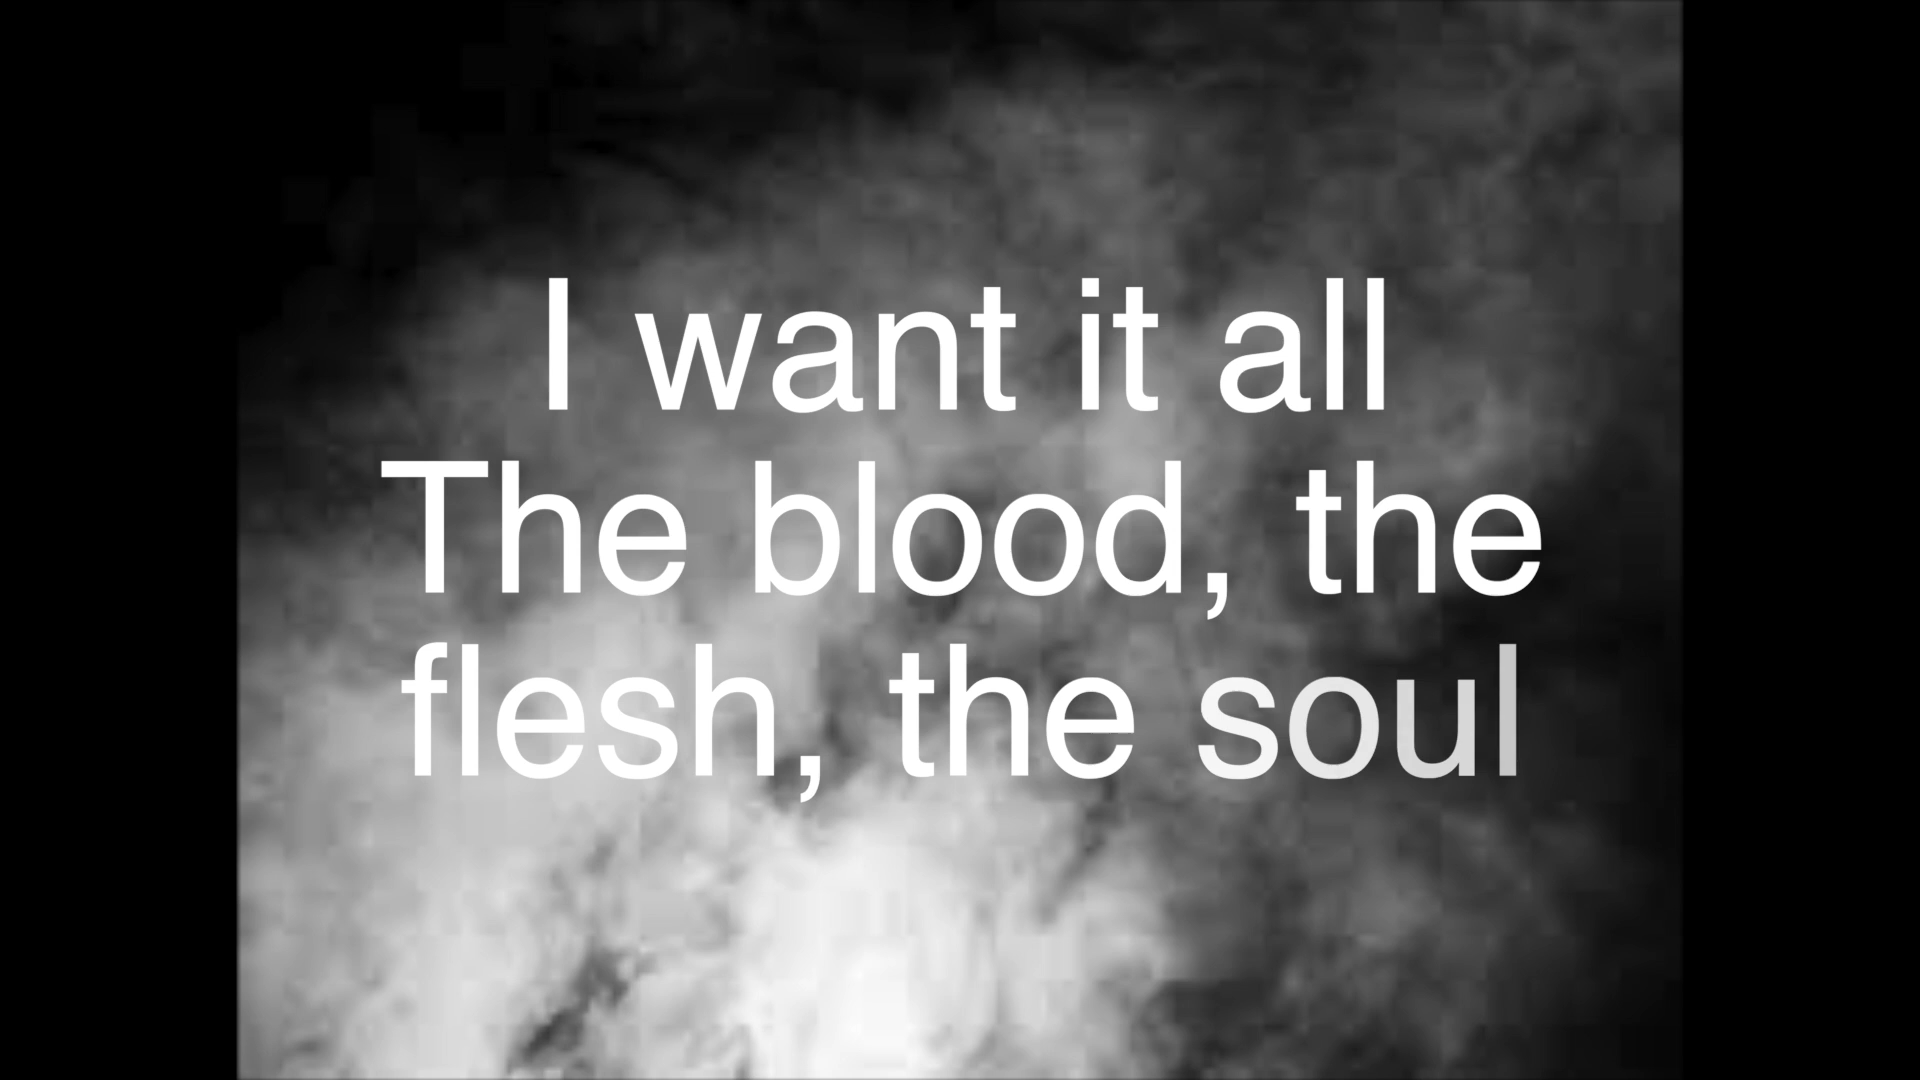 I want it all
The blood, the
flesh, the soul